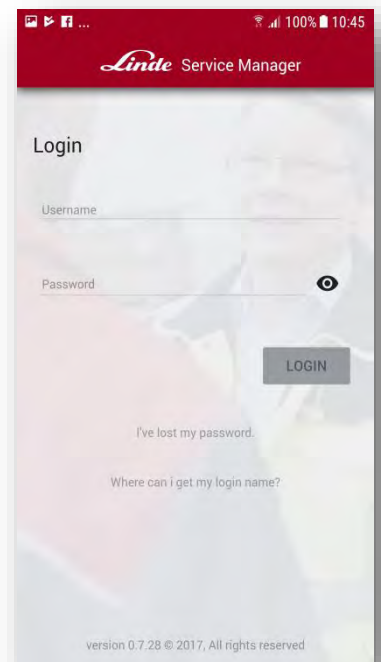 ... 100% 10:45
Linde Service Manager
Login
Username
Password
LOGIN
I've lost my password.
Where can i get my login name?
version 0.7.28 © 2017, All rights reserved